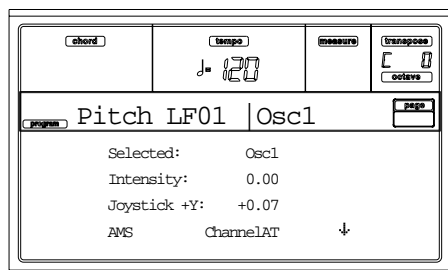 chord tempo measure transpose
♩= 120 C 0
octave
program Pitch LFO1 |Osc1 page
Selected: Osc1
Intensity: 0.00
Joystick +Y: +0.07
AMS ChannelAT